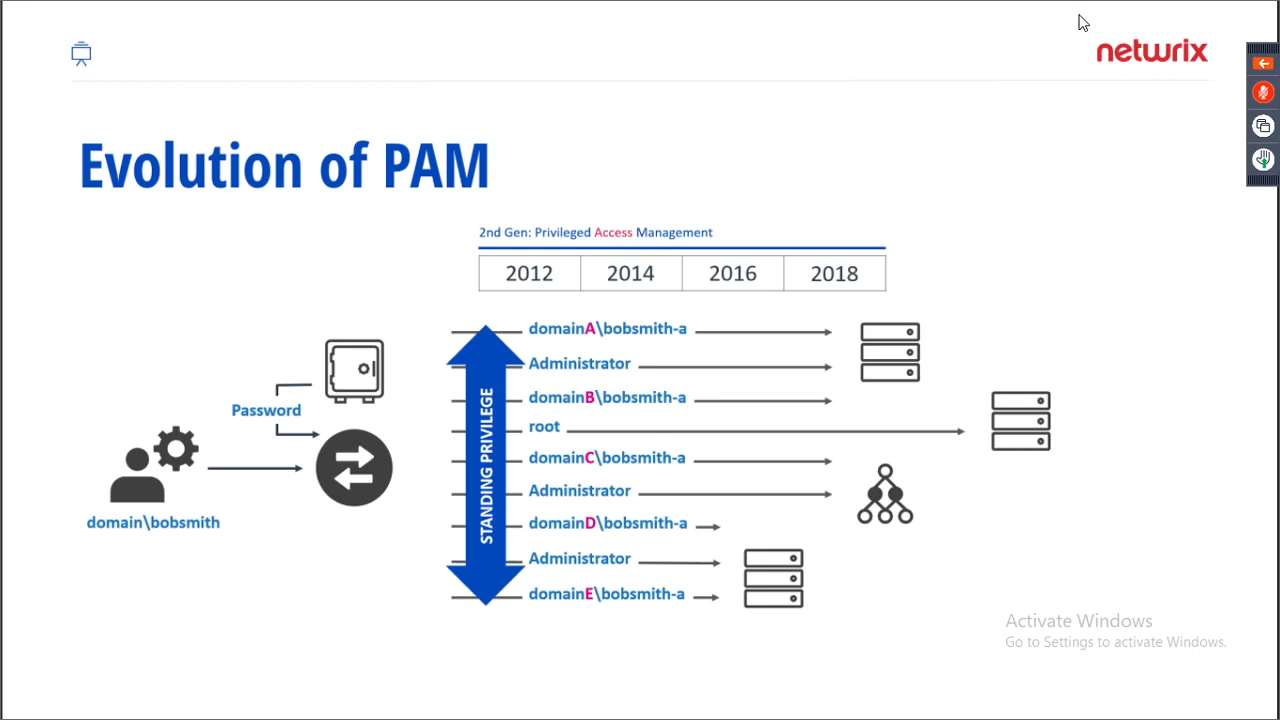 netwrix
Evolution of PAM
2nd Gen: Privileged Access Management
2012 2014 2016 2018
Password
domain\bobsmith
STANDING PRIVILEGE
domainA\bobsmith-a
Administrator
domainB\bobsmith-a
root
domainC\bobsmith-a
Administrator
domainD\bobsmith-a
Administrator
domainE\bobsmith-a
Activate Windows
Go to Settings to activate Windows.